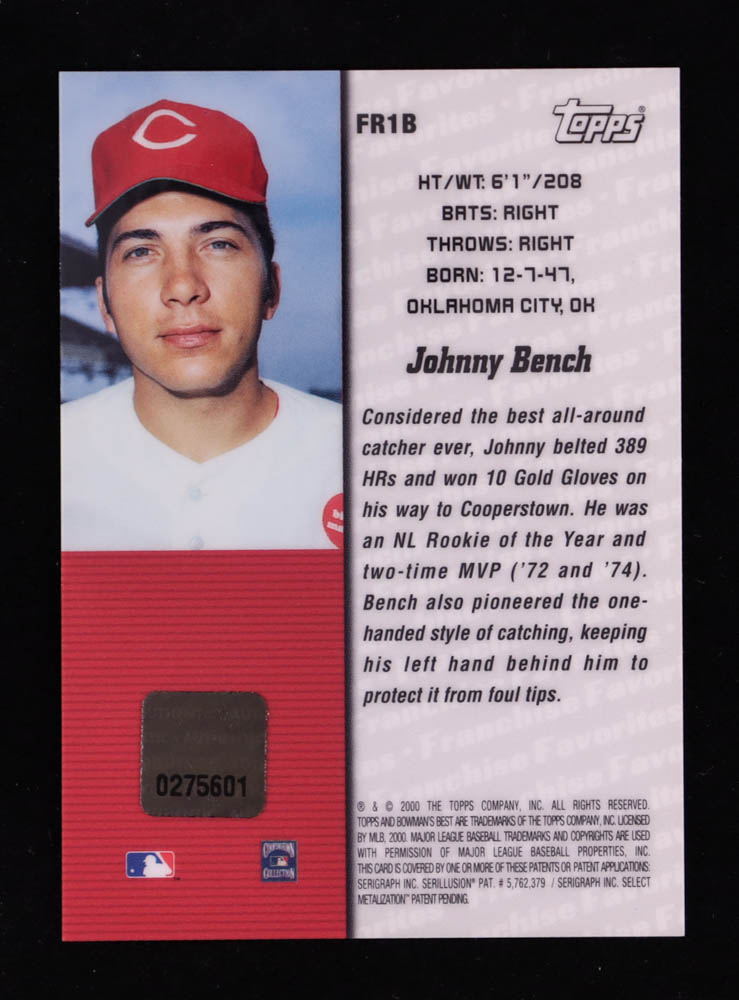 FR1B
Topps®
HT/WT: 6'1"/208
BATS: RIGHT
THROWS: RIGHT
BORN: 12-7-47,
OKLAHOMA CITY, OK
Johnny Bench
Considered the best all-around
catcher ever, Johnny belted 389
HRs and won 10 Gold Gloves on
his way to Cooperstown. He was
an NL Rookie of the Year and
two-time MVP ('72 and '74).
Bench also pioneered the one-
handed style of catching, keeping
his left hand behind him to
protect it from foul tips.
0275601
COOPERSTOWN
COLLECTION
® & © 2000 THE TOPPS COMPANY, INC. ALL RIGHTS RESERVED.
TOPPS AND BOWMAN'S BEST ARE TRADEMARKS OF THE TOPPS COMPANY, INC. LICENSED
BY MLB, 2000. MAJOR LEAGUE BASEBALL TRADEMARKS AND COPYRIGHTS ARE USED
WITH PERMISSION OF MAJOR LEAGUE BASEBALL PROPERTIES, INC.
THIS CARD IS COVERED BY ONE OR MORE OF THESE PATENTS OR PATENT APPLICATIONS:
SERIGRAPH INC. SERILLUSION® PAT. # 5,762,379 / SERIGRAPH INC. SELECT
METALIZATION™ PATENT PENDING.